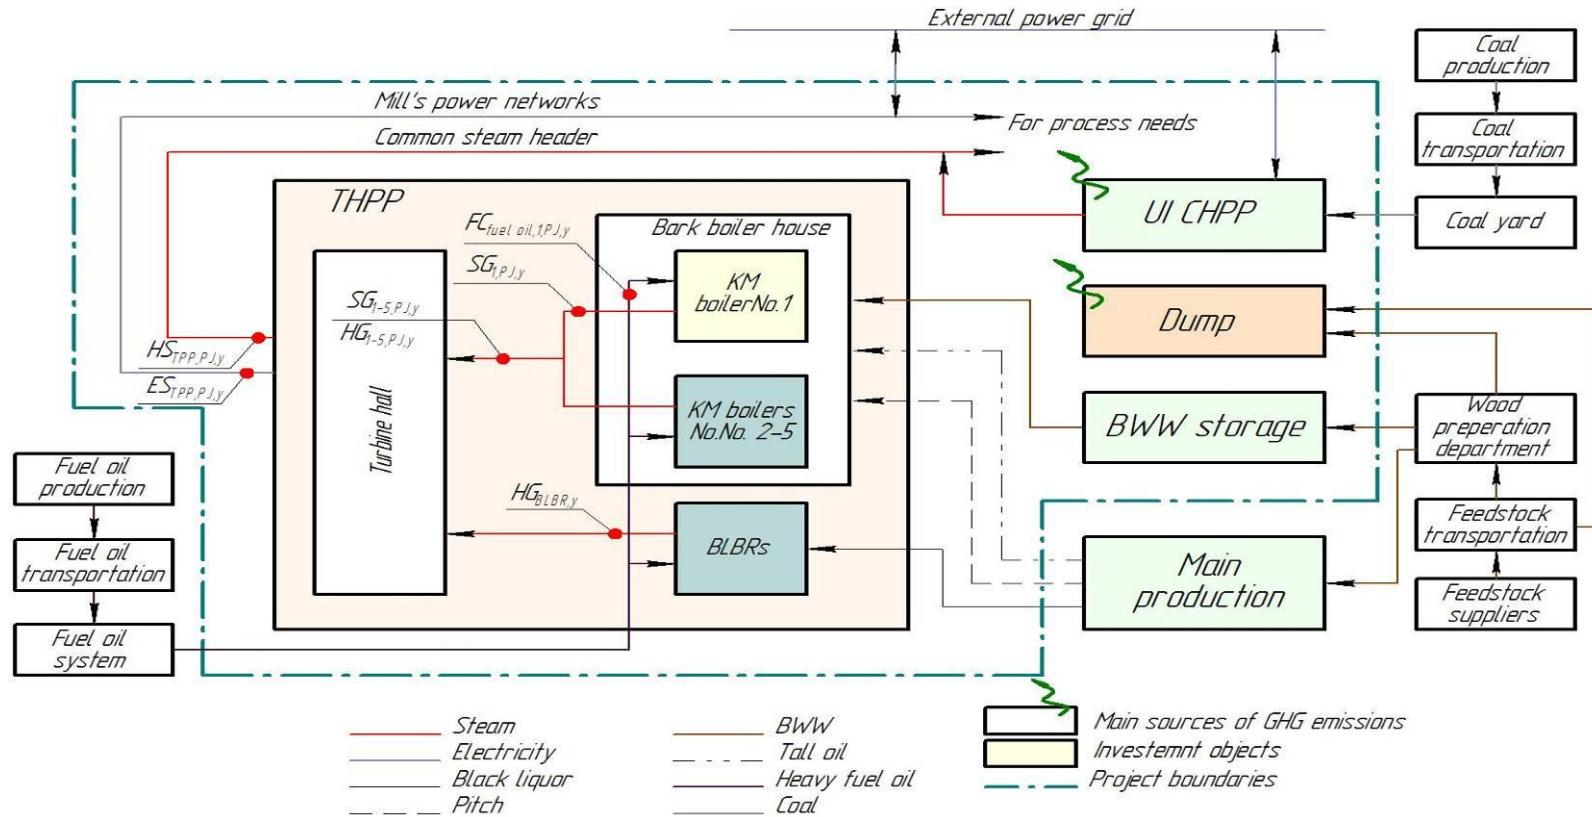 External power grid
Coal
production
Mill's power networks
For process needs
Common steam header
Coal
transportation
THPP
UI CHPP
Coal yard
FCfuel oil,1,PJ,y
Bark boiler house
SG1,PJ,y
KM
boilerNo.1
SG1-5,PJ,y
HG1-5,PJ,y
Dump
HSTPP,PJ,y
ESTPP,PJ,y
Turbine hall
KM boilers
No.No. 2-5
BWW storage
Wood
preperation
department
Fuel oil
production
HGBLBR,y
Feedstock
transportation
Fuel oil
transportation
BLBRs
Main
production
Feedstock
suppliers
Fuel oil
system
Steam
Electricity
Black liquor
Pitch
BWW
Tall oil
Heavy fuel oil
Coal
Main sources of GHG emissions
Investemnt objects
Project boundaries